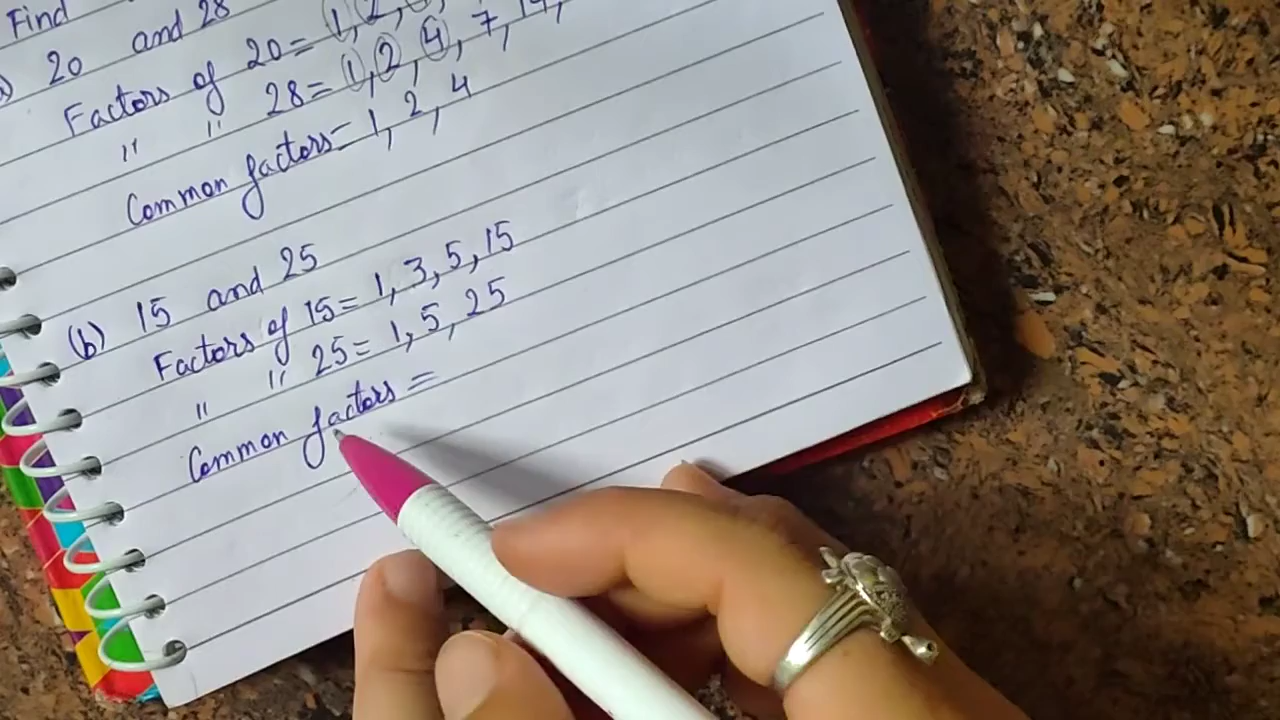 Find
a) 20 and 28
Factors of 20= 1, 2,
" " 28= 1, 2, 4, 7, 14,
Common factors= 1, 2, 4
(b) 15 and 25
Factors of 15= 1, 3, 5, 15
" " 25= 1, 5, 25
Common factors =